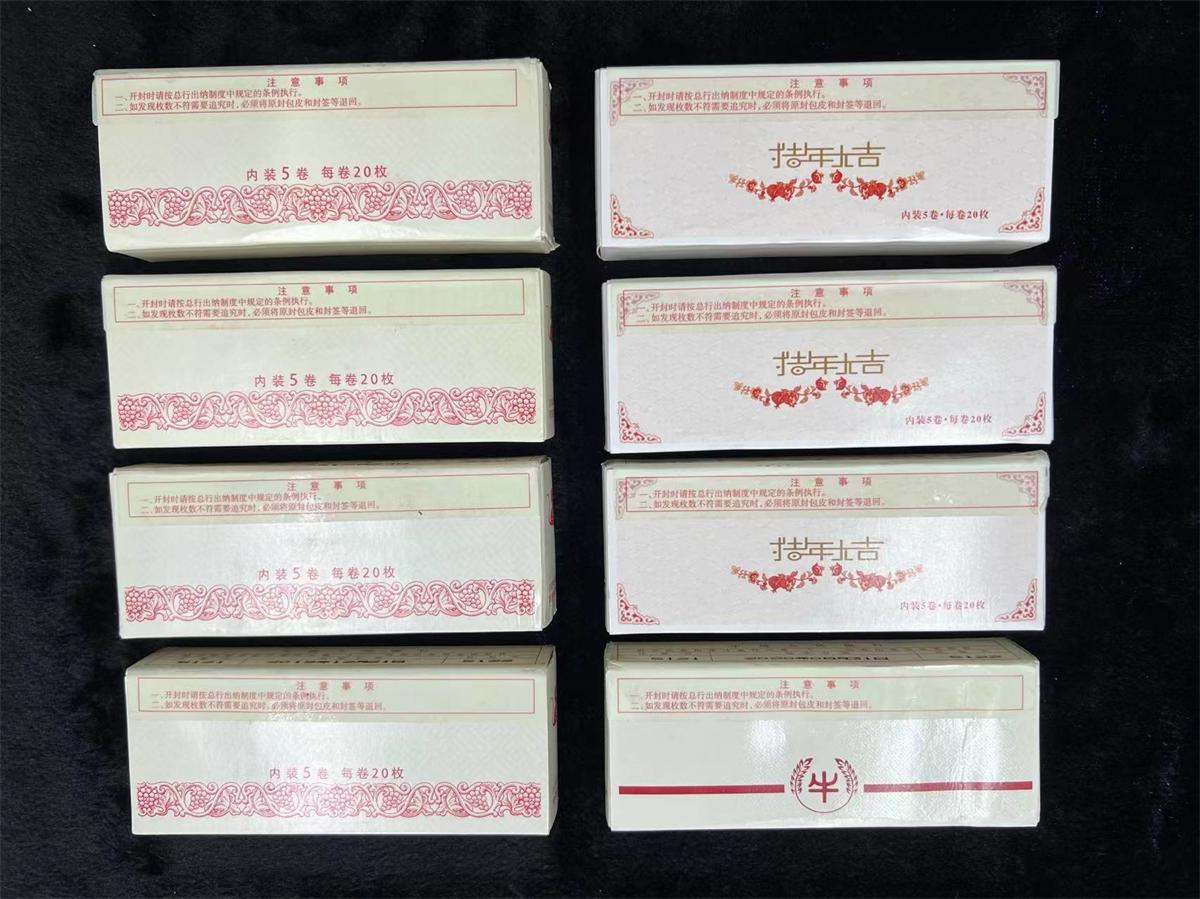 注意事项
一、开封时请按总行出纳制度中规定的条例执行。
二、如发现枚数不符需要追究时，必须将原封包皮和封签等退回。
内装5卷 每卷20枚
注意事项
一、开封时请按总行出纳制度中规定的条例执行。
二、如发现枚数不符需要追究时，必须将原封包皮和封签等退回。
内装5卷 每卷20枚
注意事项
一、开封时请按总行出纳制度中规定的条例执行。
二、如发现枚数不符需要追究时，必须将原封包皮和封签等退回。
内装5卷 每卷20枚
注意事项
一、开封时请按总行出纳制度中规定的条例执行。
二、如发现枚数不符需要追究时，必须将原封包皮和封签等退回。
内装5卷 每卷20枚
注意事项
一、开封时请按总行出纳制度中规定的条例执行。
二、如发现枚数不符需要追究时，必须将原封包皮和封签等退回。
猪年大吉
内装5卷·每卷20枚
注意事项
一、开封时请按总行出纳制度中规定的条例执行。
二、如发现枚数不符需要追究时，必须将原封包皮和封签等退回。
猪年大吉
内装5卷·每卷20枚
注意事项
一、开封时请按总行出纳制度中规定的条例执行。
二、如发现枚数不符需要追究时，必须将原封包皮和封签等退回。
猪年大吉
内装5卷·每卷20枚
注意事项
一、开封时请按总行出纳制度中规定的条例执行。
二、如发现枚数不符需要追究时，必须将原封包皮和封签等退回。
牛